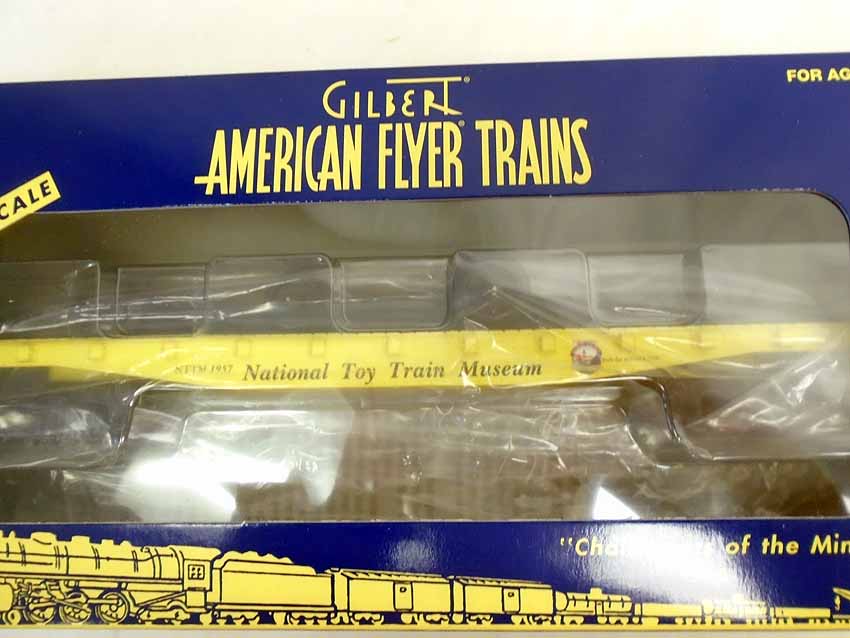 FOR AG
GILBERT®
AMERICAN FLYER® TRAINS
CALE
NTTM 1957 National Toy Train Museum
of the Min